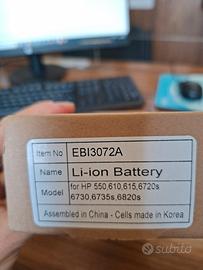 Item No EBI3072A
Name Li-ion Battery
Model for HP 550,610,615,6720s
6730,6735s,6820s
Assembled in China - Cells made in Korea
Subito